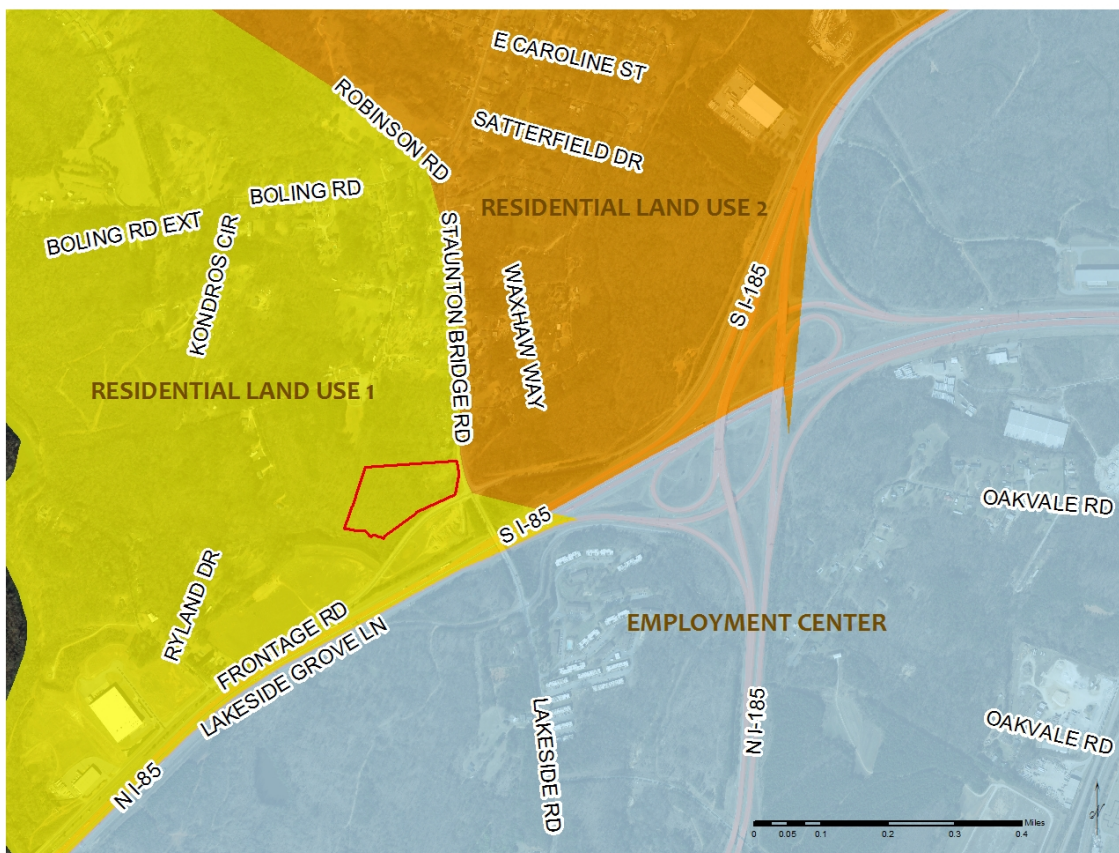 E CAROLINE ST
ROBINSON RD
SATTERFIELD DR
BOLING RD
RESIDENTIAL LAND USE 2
BOLING RD EXT
KONDROS CIR
STAUNTON BRIDGE RD
WAXHAW WAY
S I-185
RESIDENTIAL LAND USE 1
OAKVALE RD
S I-85
RYLAND DR
FRONTAGE RD
LAKESIDE GROVE LN
EMPLOYMENT CENTER
LAKESIDE RD
N I-185
OAKVALE RD
N I-85
Miles
0 0.05 0.1 0.2 0.3 0.4
N